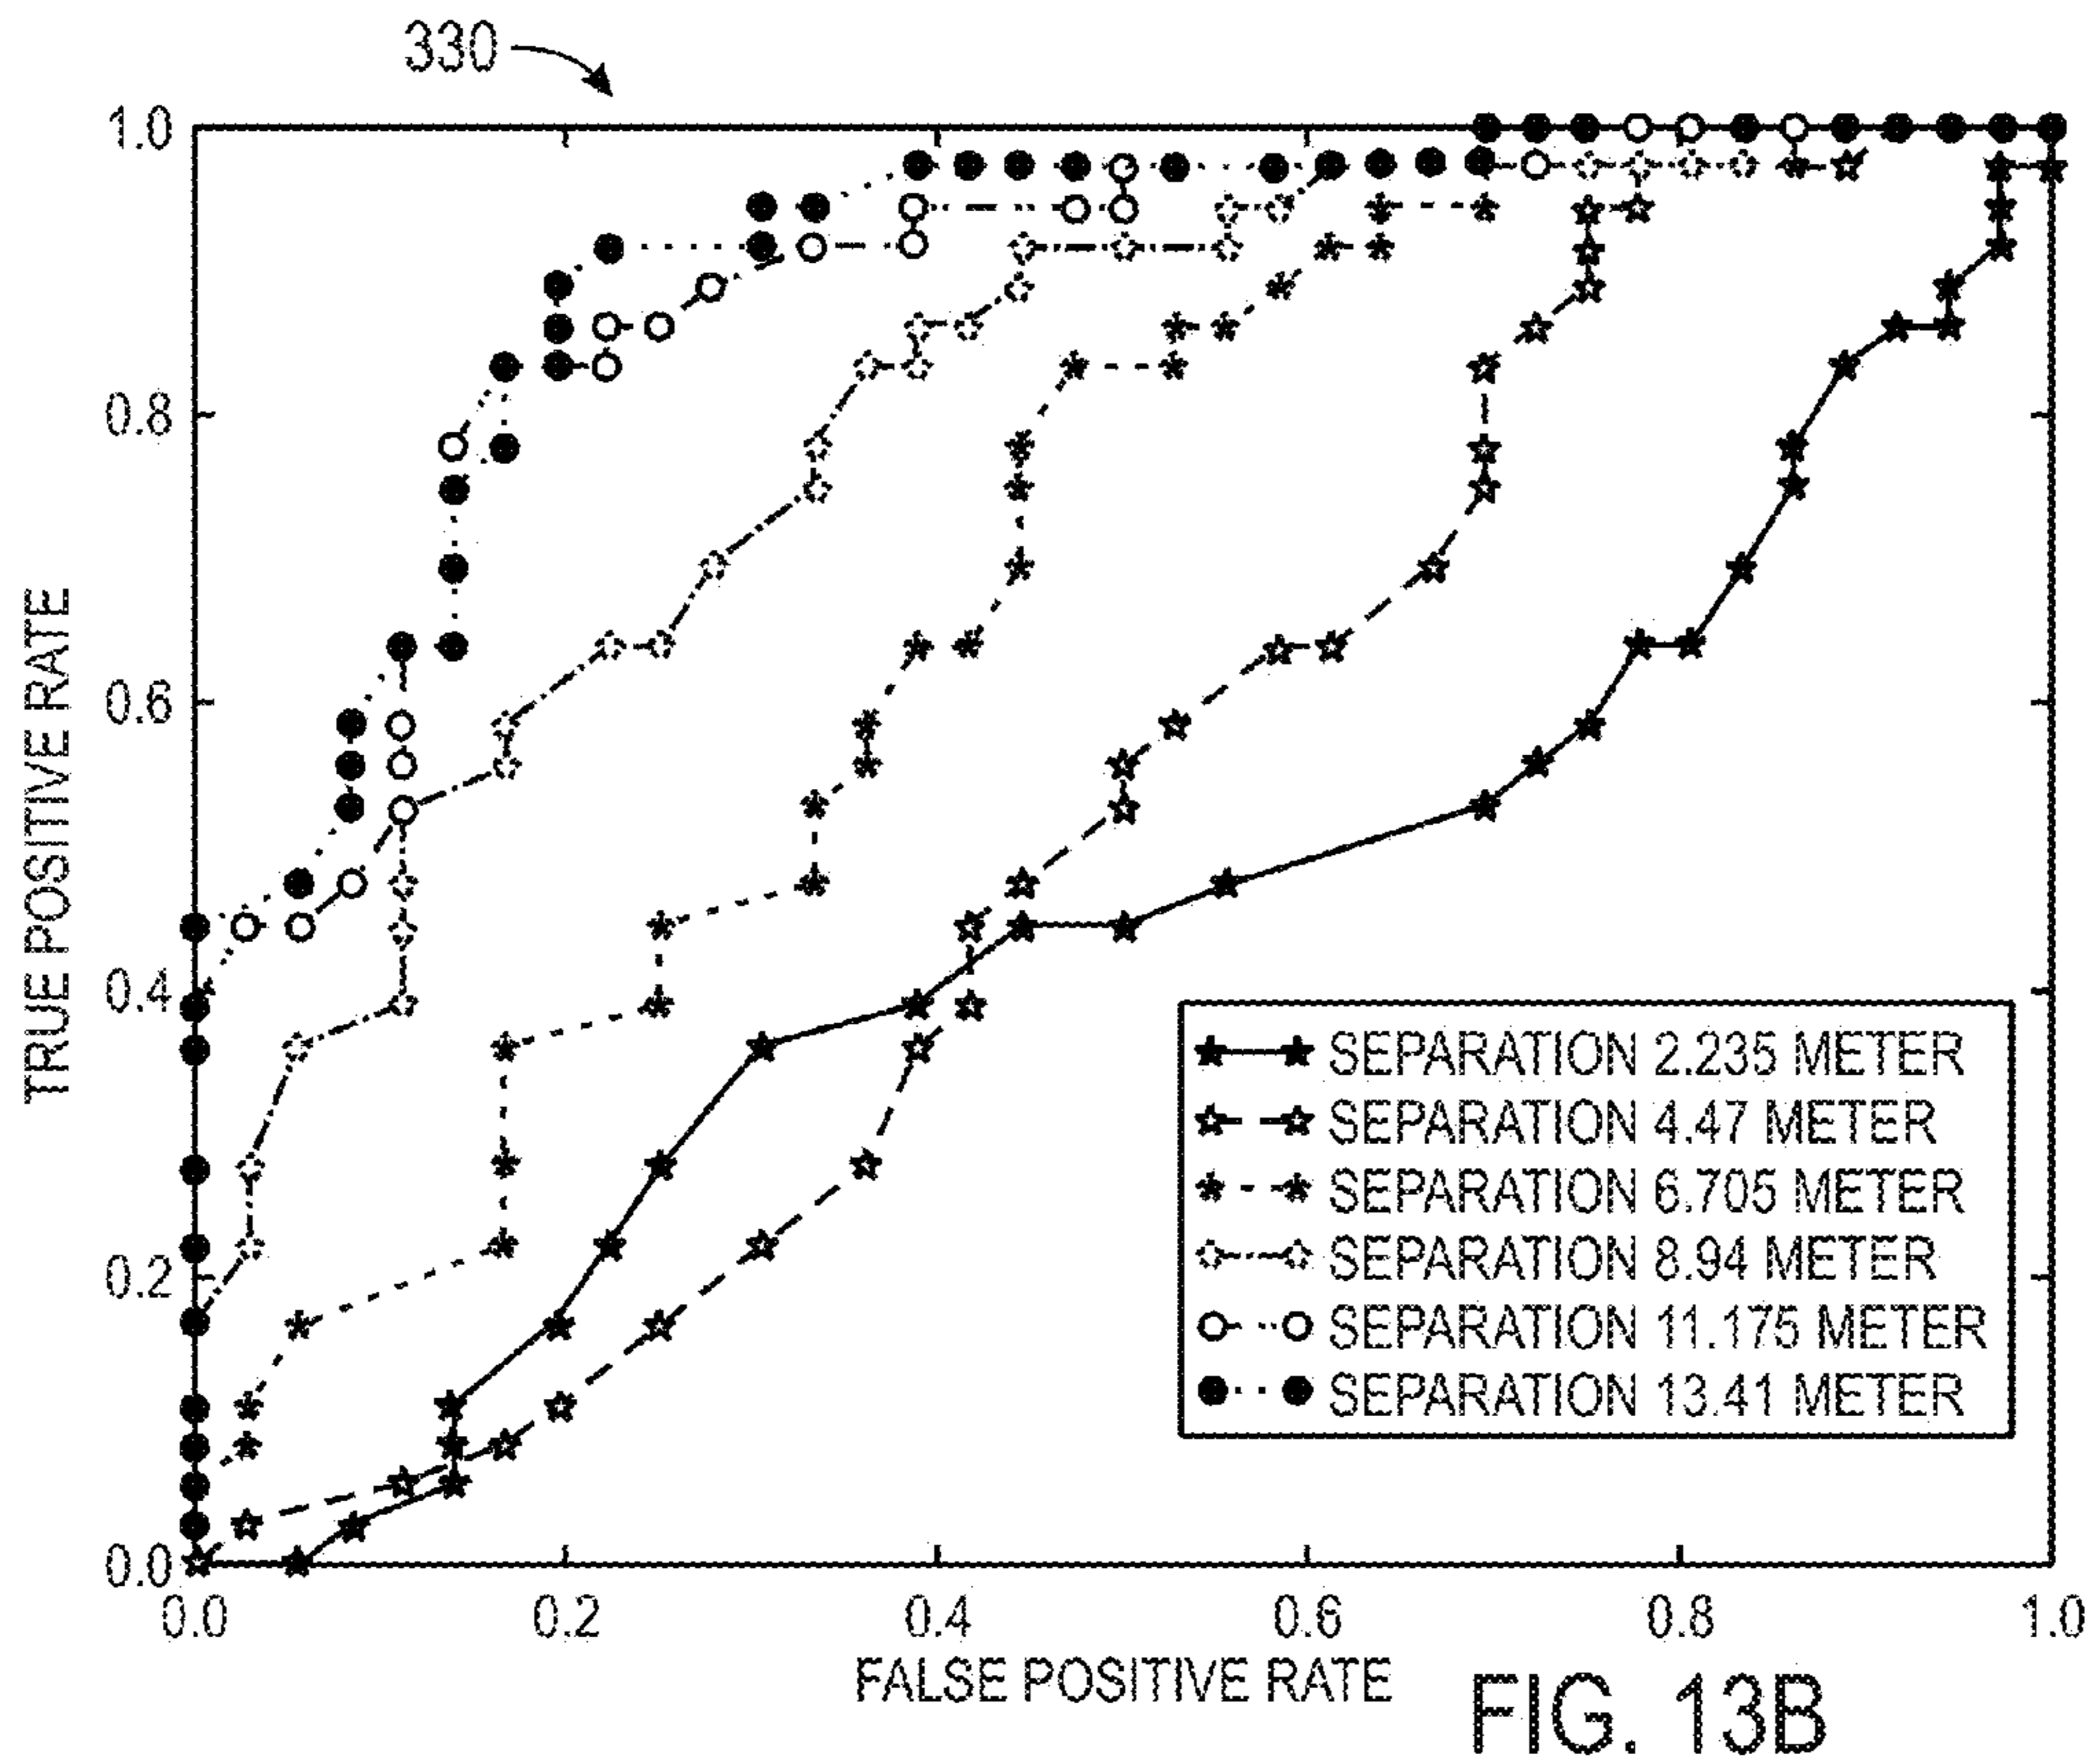 330
1.0
0.8
0.6
0.4
0.2
0.0
TRUE POSITIVE RATE
0.0 0.2 0.4 0.6 0.8 1.0
FALSE POSITIVE RATE
SEPARATION 2.235 METER
SEPARATION 4.47 METER
SEPARATION 6.705 METER
SEPARATION 8.94 METER
SEPARATION 11.175 METER
SEPARATION 13.41 METER
FIG. 13B